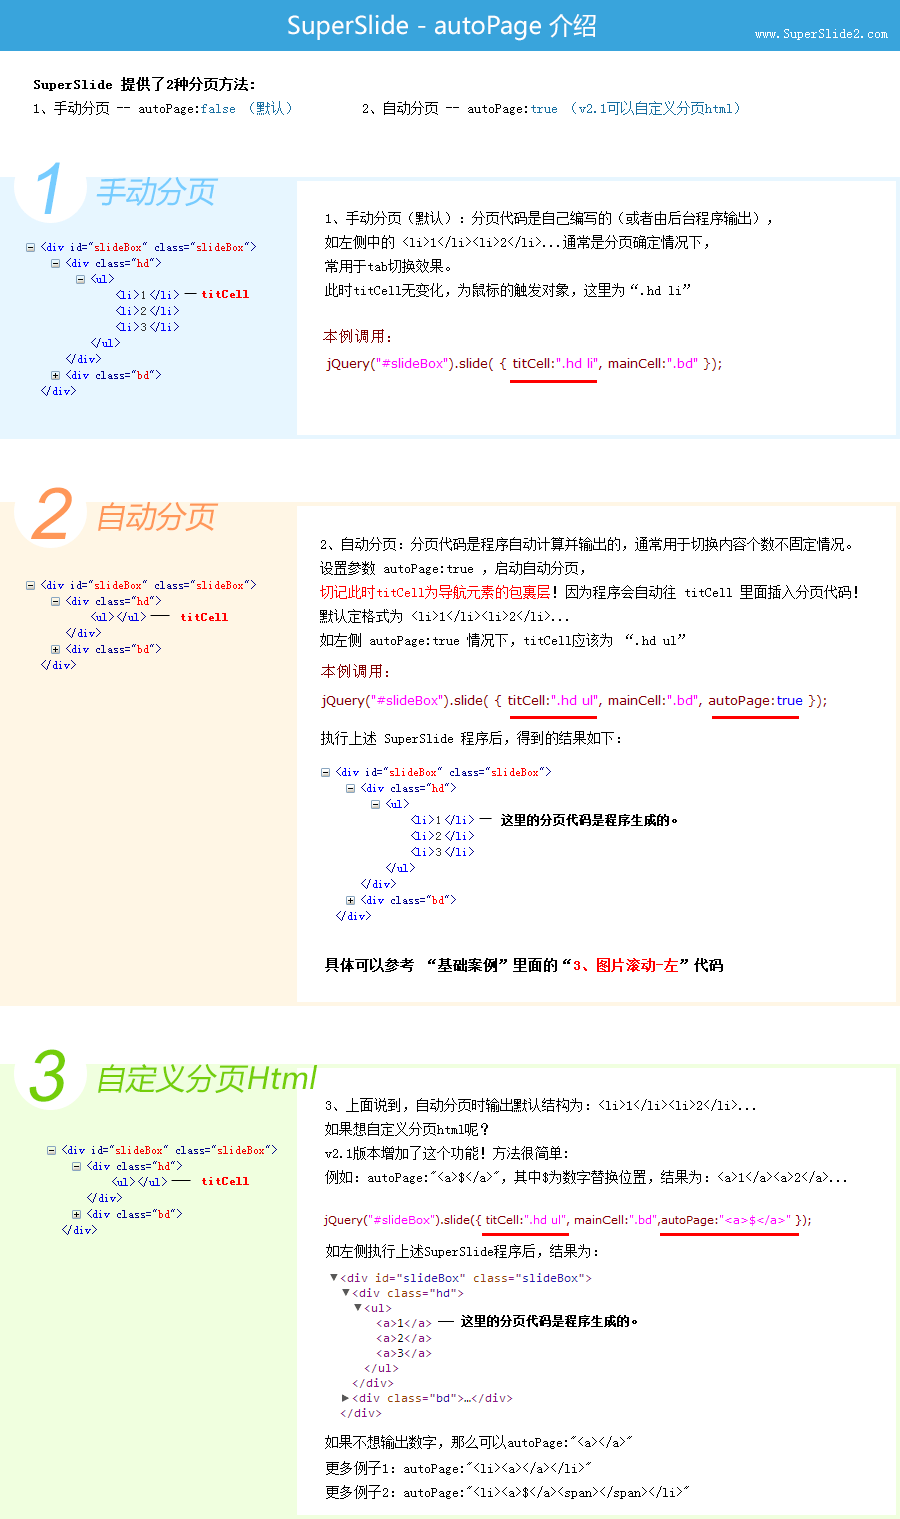 SuperSlide - autoPage 介绍
www.SuperSlide2.com
SuperSlide 提供了2种分页方法：
1、手动分页 -- autoPage:false （默认）
2、自动分页 -- autoPage:true （v2.1可以自定义分页html）
1 手动分页
<div id="slideBox" class="slideBox">
<div class="hd">
<ul>
<li>1</li> — titCell
<li>2</li>
<li>3</li>
</ul>
</div>
<div class="bd">
</div>
1、手动分页（默认）：分页代码是自己编写的（或者由后台程序输出），
如左侧中的 <li>1</li><li>2</li>...通常是分页确定情况下，
常用于tab切换效果。
此时titCell无变化，为鼠标的触发对象，这里为“.hd li”
本例调用：
jQuery("#slideBox").slide( { titCell:".hd li", mainCell:".bd" });
2 自动分页
<div id="slideBox" class="slideBox">
<div class="hd">
<ul></ul> — titCell
</div>
<div class="bd">
</div>
2、自动分页：分页代码是程序自动计算并输出的，通常用于切换内容个数不固定情况。
设置参数 autoPage:true ，启动自动分页，
切记此时titCell为导航元素的包裹层！因为程序会自动往 titCell 里面插入分页代码！
默认定格式为 <li>1</li><li>2</li>...
如左侧 autoPage:true 情况下，titCell应该为 “.hd ul”
本例调用：
jQuery("#slideBox").slide( { titCell:".hd ul", mainCell:".bd", autoPage:true });
执行上述 SuperSlide 程序后，得到的结果如下：
<div id="slideBox" class="slideBox">
<div class="hd">
<ul>
<li>1</li> — 这里的分页代码是程序生成的。
<li>2</li>
<li>3</li>
</ul>
</div>
<div class="bd">
</div>
具体可以参考 “基础案例”里面的“3、图片滚动-左”代码
3 自定义分页Html
<div id="slideBox" class="slideBox">
<div class="hd">
<ul></ul> — titCell
</div>
<div class="bd">
</div>
3、上面说到，自动分页时输出默认结构为：<li>1</li><li>2</li>...
如果想自定义分页html呢？
v2.1版本增加了这个功能！方法很简单：
例如：autoPage:"<a>$</a>"，其中$为数字替换位置，结果为：<a>1</a><a>2</a>...
jQuery("#slideBox").slide({ titCell:".hd ul", mainCell:".bd",autoPage:"<a>$</a>" });
如左侧执行上述SuperSlide程序后，结果为：
▼<div id="slideBox" class="slideBox">
▼<div class="hd">
▼<ul>
<a>1</a> — 这里的分页代码是程序生成的。
<a>2</a>
<a>3</a>
</ul>
</div>
▶<div class="bd">…</div>
</div>
如果不想输出数字，那么可以autoPage:"<a></a>"
更多例子1：autoPage:"<li><a></a></li>"
更多例子2：autoPage:"<li><a>$</a><span></span></li>"